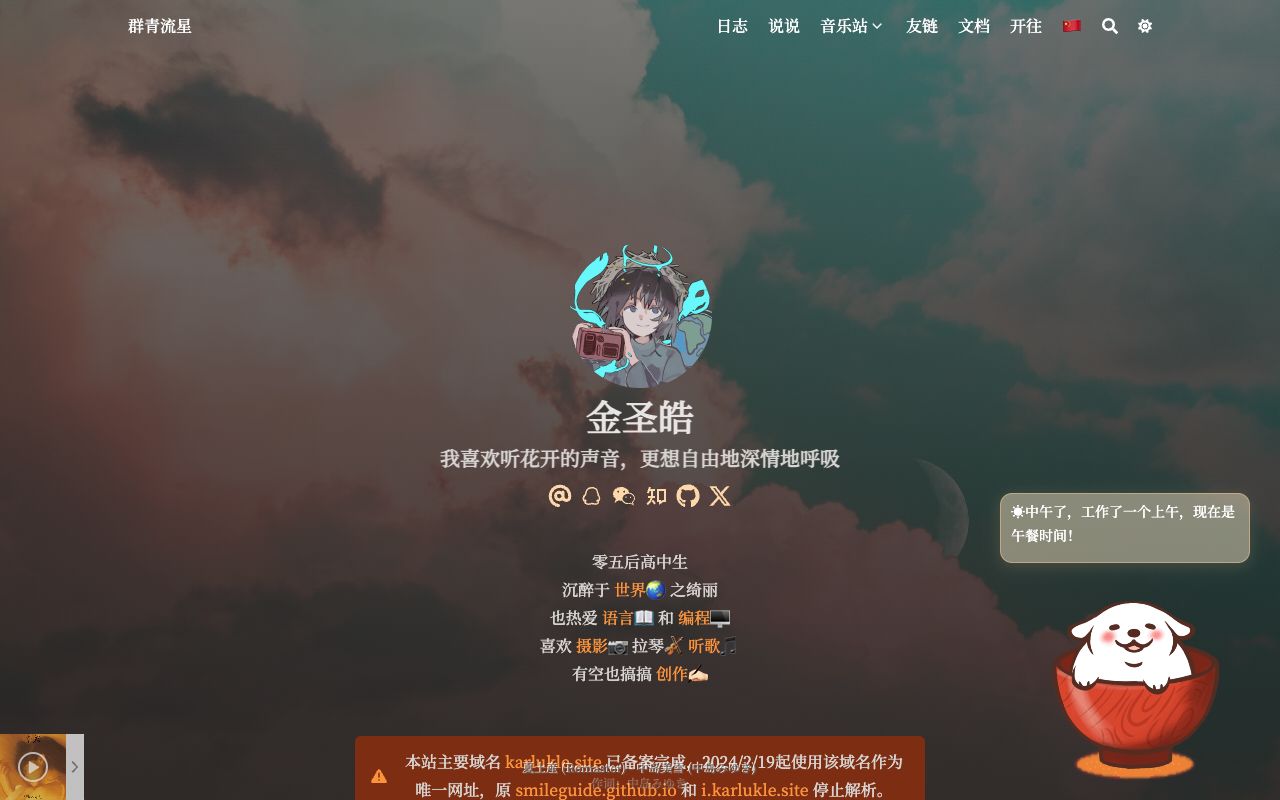 群青流星
日志 说说 音乐站 友链 文档 开往
金圣皓
我喜欢听花开的声音，更想自由地深情地呼吸
知
☀中午了，工作了一个上午，现在是
午餐时间！
零五后高中生
沉醉于 世界🌏 之绮丽
也热爱 语言📖 和 编程🖥️
喜欢 摄影📷 拉琴🎻 听歌🎵
有空也搞搞 创作✍🏻
本站主要域名 karlukle.site 已备案完成，2024/2/19起使用该域名作为
唯一网址，原 smileguide.github.io 和 i.karlukle.site 停止解析。